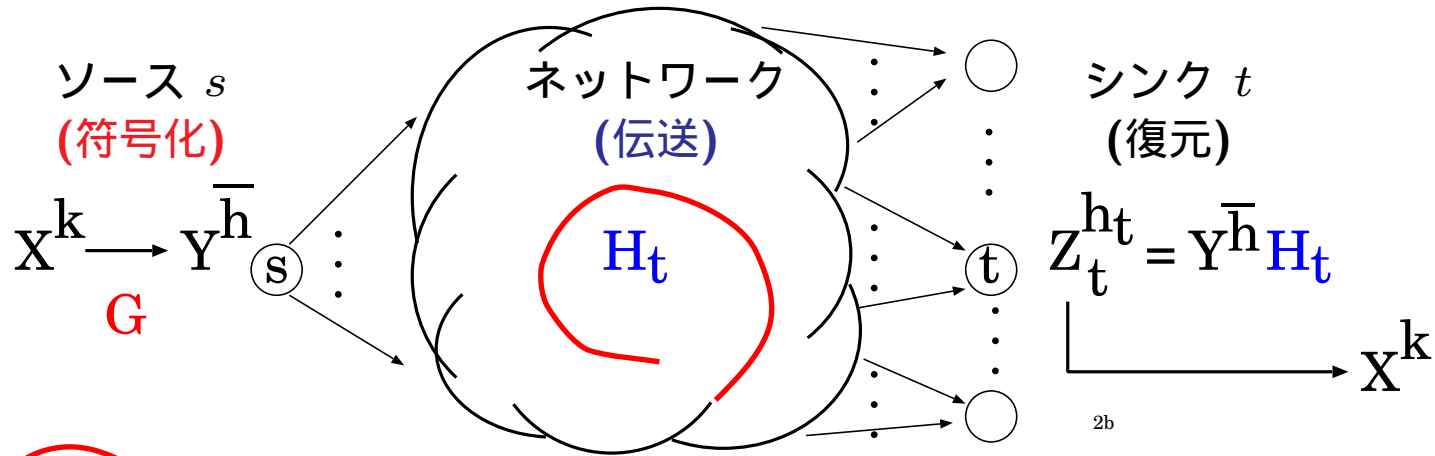 ソース s
(符号化)
X^k → Y^h̅
G
s
ネットワーク
(伝送)
H_t
シンク t
(復元)
t
Z_t^{h_t} = Y^h̅ H_t
X^k
2b